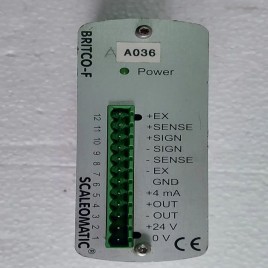 BRITCO-F
SCALEOMATIC®
A036
Power
12 11 10 9 8 7 6 5 4 3 2 1
+ EX
+ SENSE
+ SIGN
- SIGN
- SENSE
- EX
GND
+ 4 mA
+ OUT
- OUT
+ 24 V
0 V CE